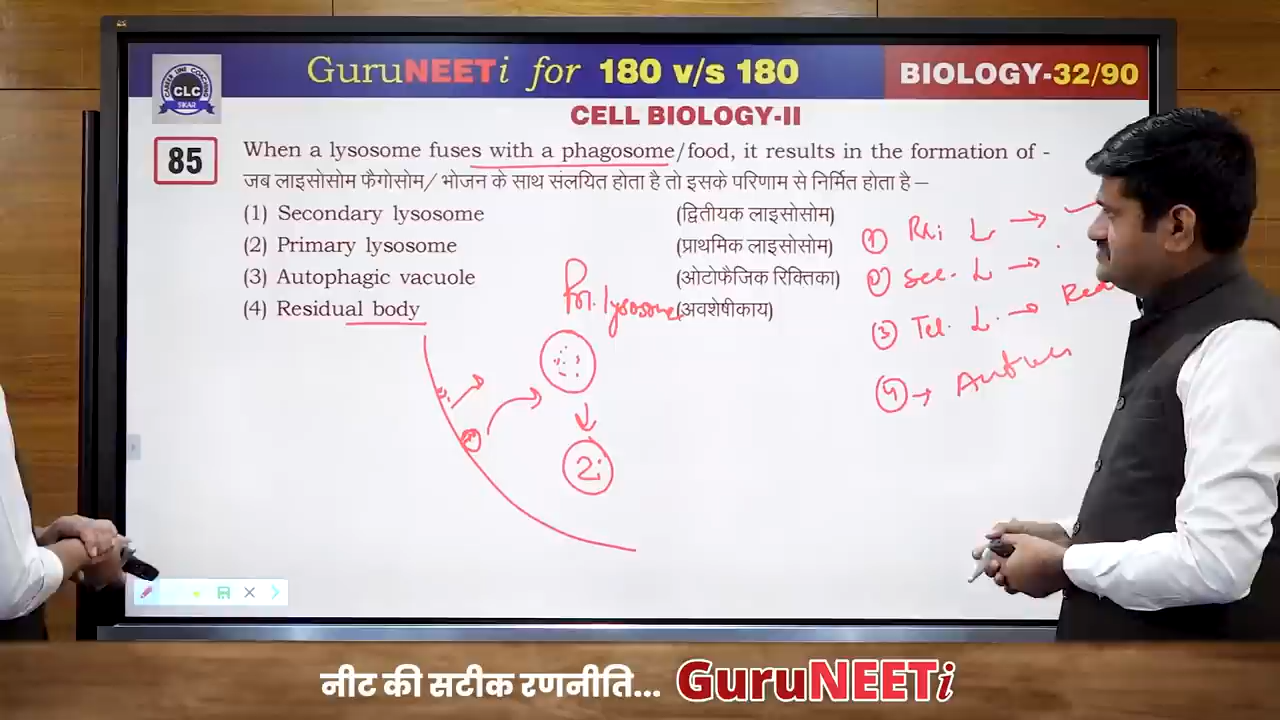 GuruNEETi for 180 v/s 180
BIOLOGY-32/90
CLC
SIKAR
CELL BIOLOGY-II
85
When a lysosome fuses with a phagosome/food, it results in the formation of -
जब लाइसोसोम फैगोसोम/ भोजन के साथ संलयित होता है तो इसके परिणाम से निर्मित होता है –
(1) Secondary lysosome (द्वितीयक लाइसोसोम)
(2) Primary lysosome (प्राथमिक लाइसोसोम)
(3) Autophagic vacuole (ओटोफैजिक रिक्तिका)
(4) Residual body (अवशेषीकाय)
Pri. lysosome
2i
① Pri L →
② Sec. L →
③ Tel. L. →
④ →
नीट की सटीक रणनीति... GuruNEETi